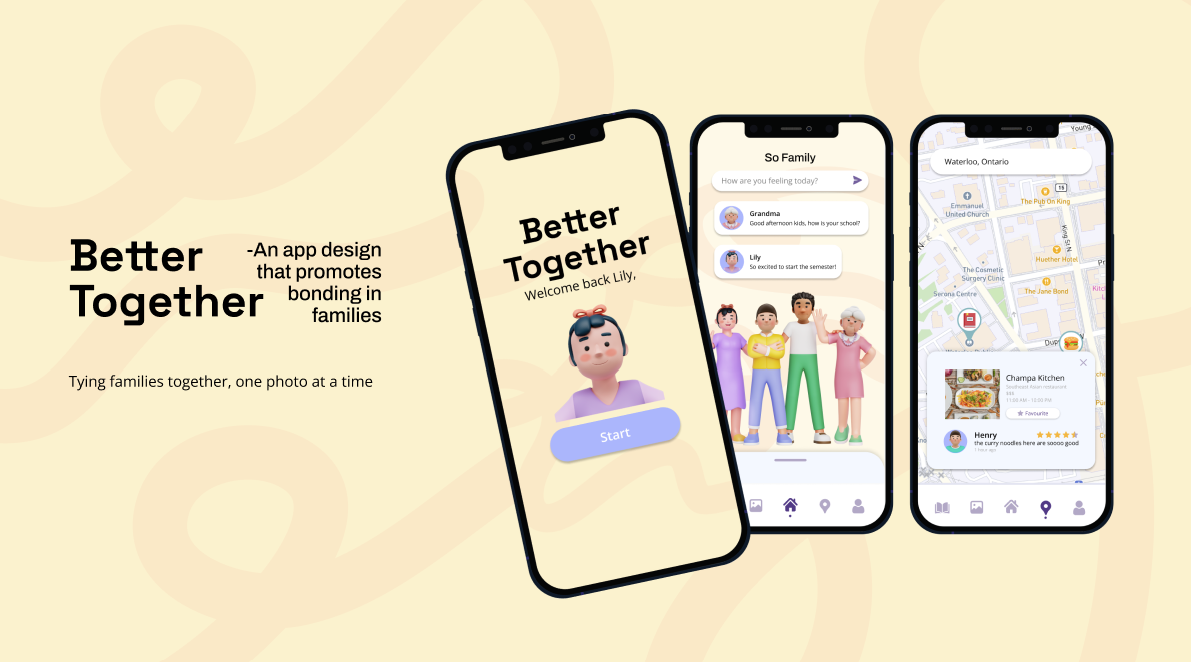 Better
Together
-An app design
that promotes
bonding in
families
Tying families together, one photo at a time
Better
Together
Welcome back Lily,
Start
So Family
How are you feeling today?
Grandma
Good afternoon kids, how is your school?
Lily
So excited to start the semester!
Young
Waterloo, Ontario
15
Emmanuel
United Church
The Pub On King
King St N
Huether Hotel
The Cosmetic
Surgery Clinic
The Jane Bond
Serona Centre
Champa Kitchen
Southeast Asian restaurant
$$$
11:00 AM - 10:00 PM
Favourite
Henry
the curry noodles here are soooo good
1 hour ago